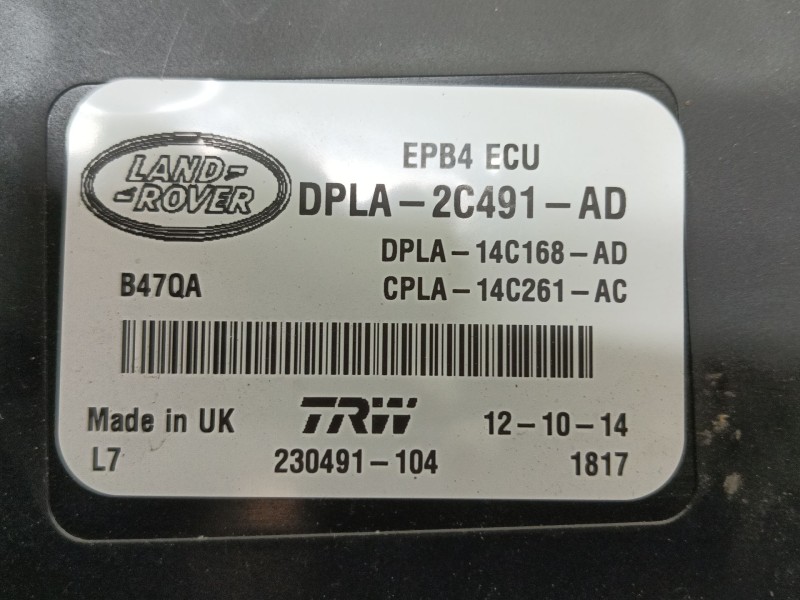 LAND-
-ROVER
EPB4 ECU
DPLA-2C491-AD
DPLA-14C168-AD
B47QA CPLA-14C261-AC
Made in UK TRW 12-10-14
L7 230491-104 1817